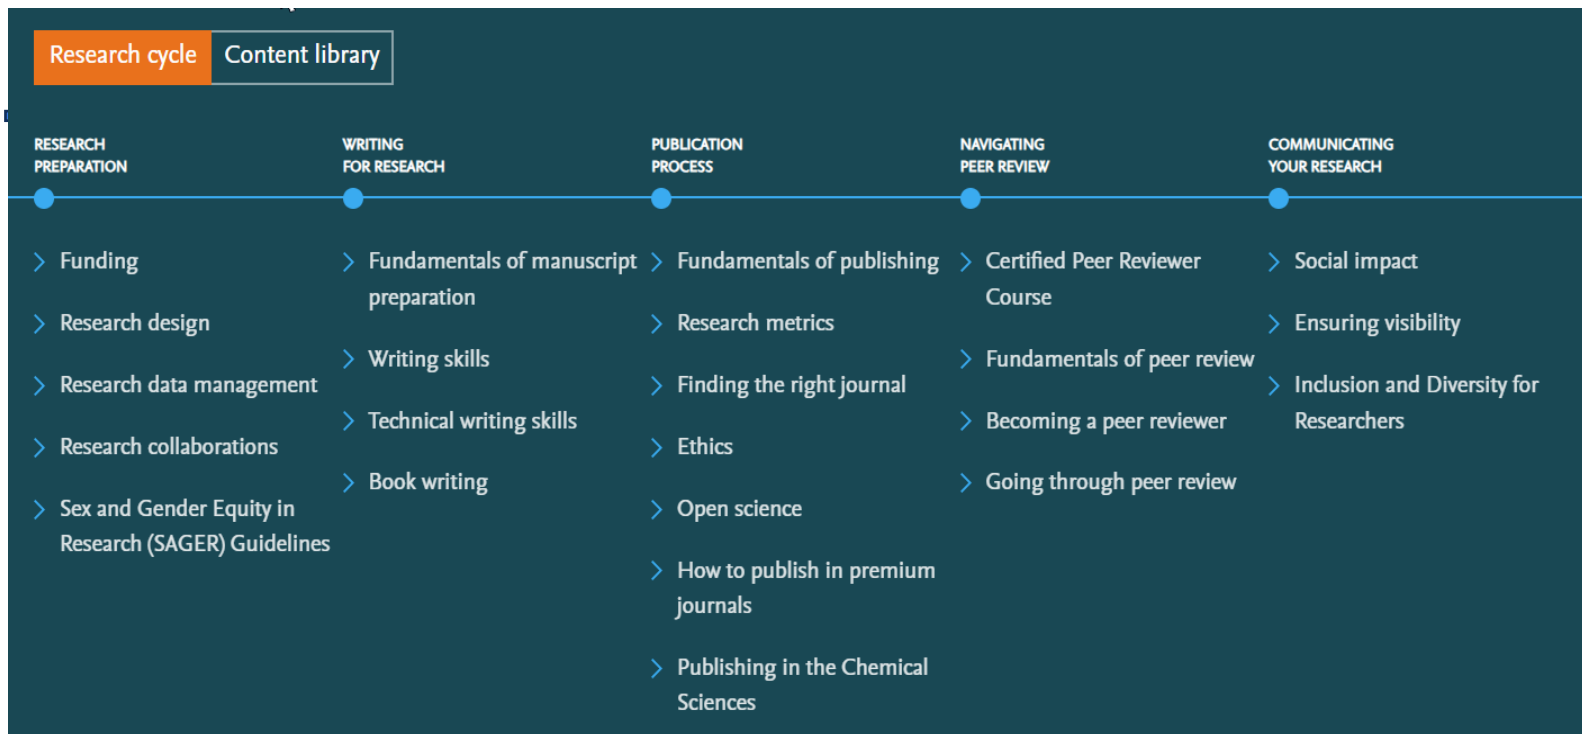 Research cycle
Content library
RESEARCH
PREPARATION
Funding
Research design
Research data management
Research collaborations
Sex and Gender Equity in
Research (SAGER) Guidelines
WRITING
FOR RESEARCH
Fundamentals of manuscript
preparation
Writing skills
Technical writing skills
Book writing
PUBLICATION
PROCESS
Fundamentals of publishing
Research metrics
Finding the right journal
Ethics
Open science
How to publish in premium
journals
Publishing in the Chemical
Sciences
NAVIGATING
PEER REVIEW
Certified Peer Reviewer
Course
Fundamentals of peer review
Becoming a peer reviewer
Going through peer review
COMMUNICATING
YOUR RESEARCH
Social impact
Ensuring visibility
Inclusion and Diversity for
Researchers